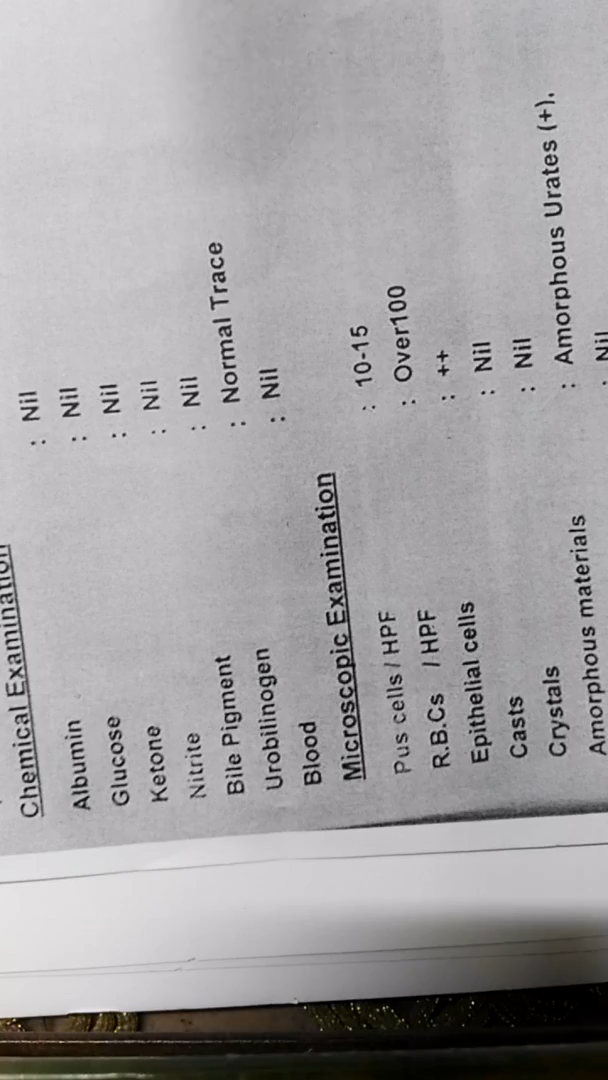 Chemical Examination
Albumin : Nil
Glucose : Nil
Ketone : Nil
Nitrite : Nil
Bile Pigment : Nil
Urobilinogen : Normal Trace
Blood : Nil
Microscopic Examination
Pus cells / HPF : 10-15
R.B.Cs / HPF : Over100
Epithelial cells : ++
Casts : Nil
Crystals : Nil
Amorphous materials : Amorphous Urates (+).
: Nil